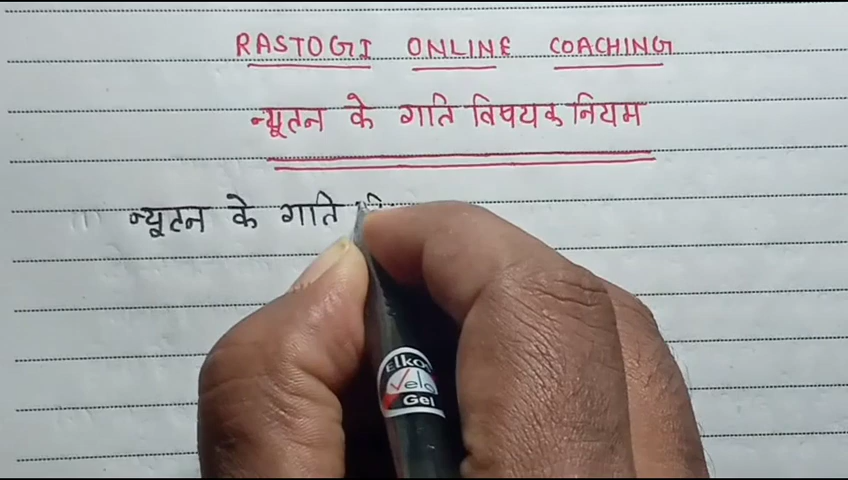 RASTOGI ONLINE COACHING
न्यूटन के गति विषयक नियम
न्यूटन के गति
Elkos
Velo
Gel